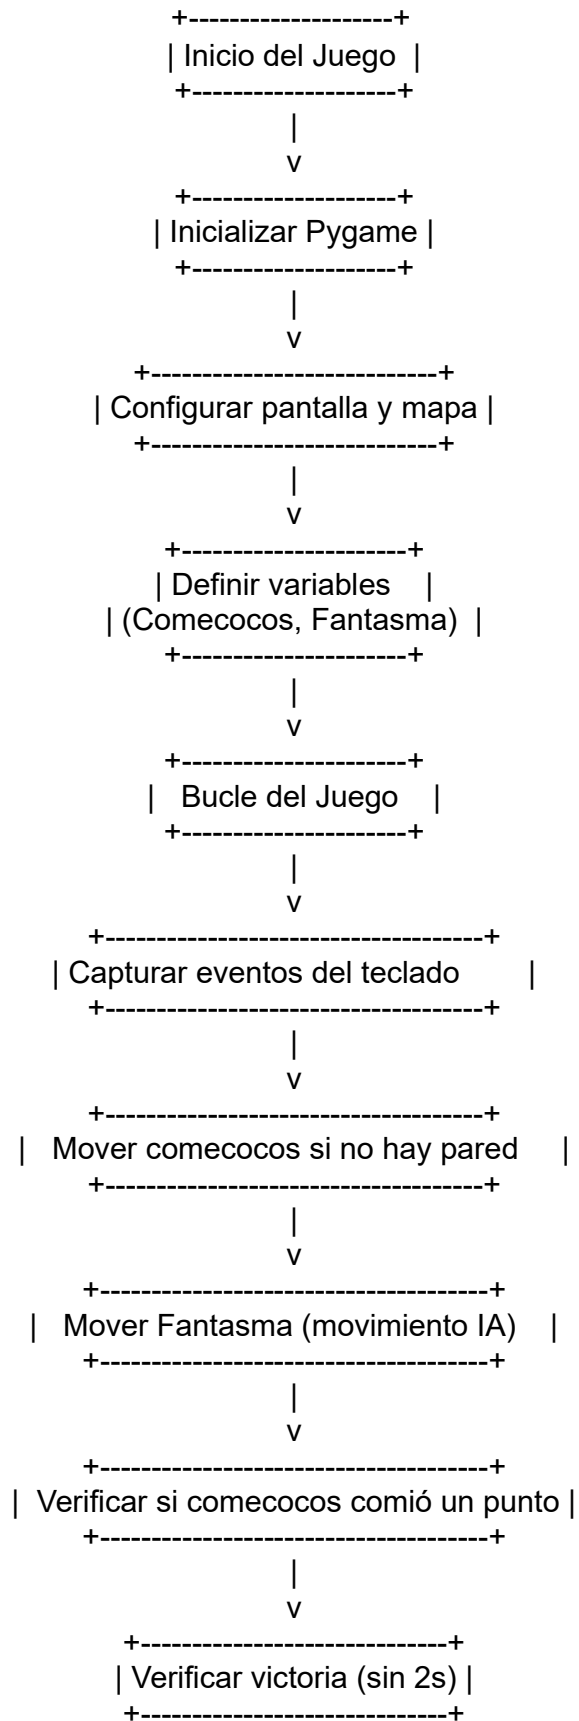 +--------------------+
| Inicio del Juego  |
+--------------------+
|
v
+--------------------+
| Inicializar Pygame |
+--------------------+
|
v
+------------------------------+
| Configurar pantalla y mapa |
+------------------------------+
|
v
+----------------------+
| Definir variables    |
| (Comecocos, Fantasma)  |
+----------------------+
|
v
+----------------------+
|   Bucle del Juego    |
+----------------------+
|
v
+-------------------------------------+
| Capturar eventos del teclado        |
+-------------------------------------+
|
v
+-------------------------------------+
|   Mover comecocos si no hay pared     |
+-------------------------------------+
|
v
+--------------------------------------+
|   Mover Fantasma (movimiento IA)    |
+--------------------------------------+
|
v
+--------------------------------------+
|  Verificar si comecocos comió un punto |
+--------------------------------------+
|
v
+------------------------------+
| Verificar victoria (sin 2s) |
+------------------------------+